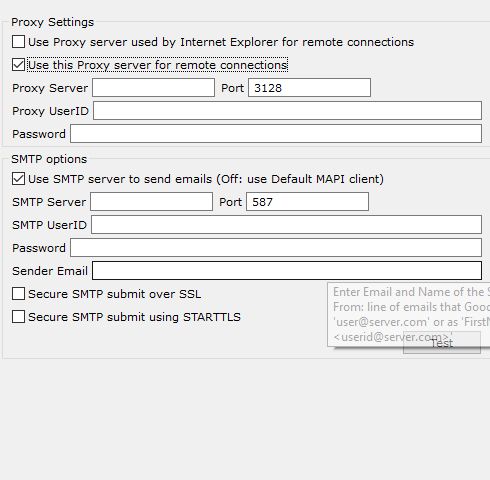 Proxy Settings
Use Proxy server used by Internet Explorer for remote connections
Use this Proxy server for remote connections
Proxy Server Port 3128
Proxy UserID
Password
SMTP options
Use SMTP server to send emails (Off: use Default MAPI client)
SMTP Server Port 587
SMTP UserID
Password
Sender Email
Secure SMTP submit over SSL
Enter Email and Name of the S
From: line of emails that Good
Secure SMTP submit using STARTTLS
'user@server.com' or as 'FirstN
<userid@server.com>'
Test